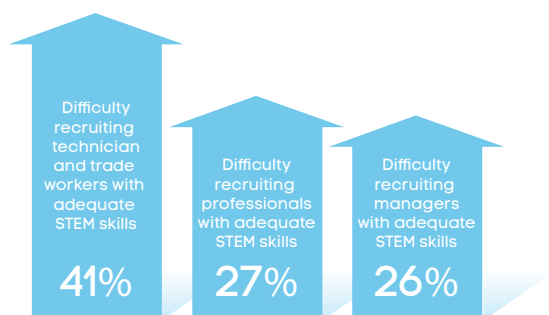 Difficulty
recruiting
technician
and trade
workers with
adequate
STEM skills
41%
Difficulty
recruiting
professionals
with adequate
STEM skills
27%
Difficulty
recruiting
managers
with adequate
STEM skills
26%